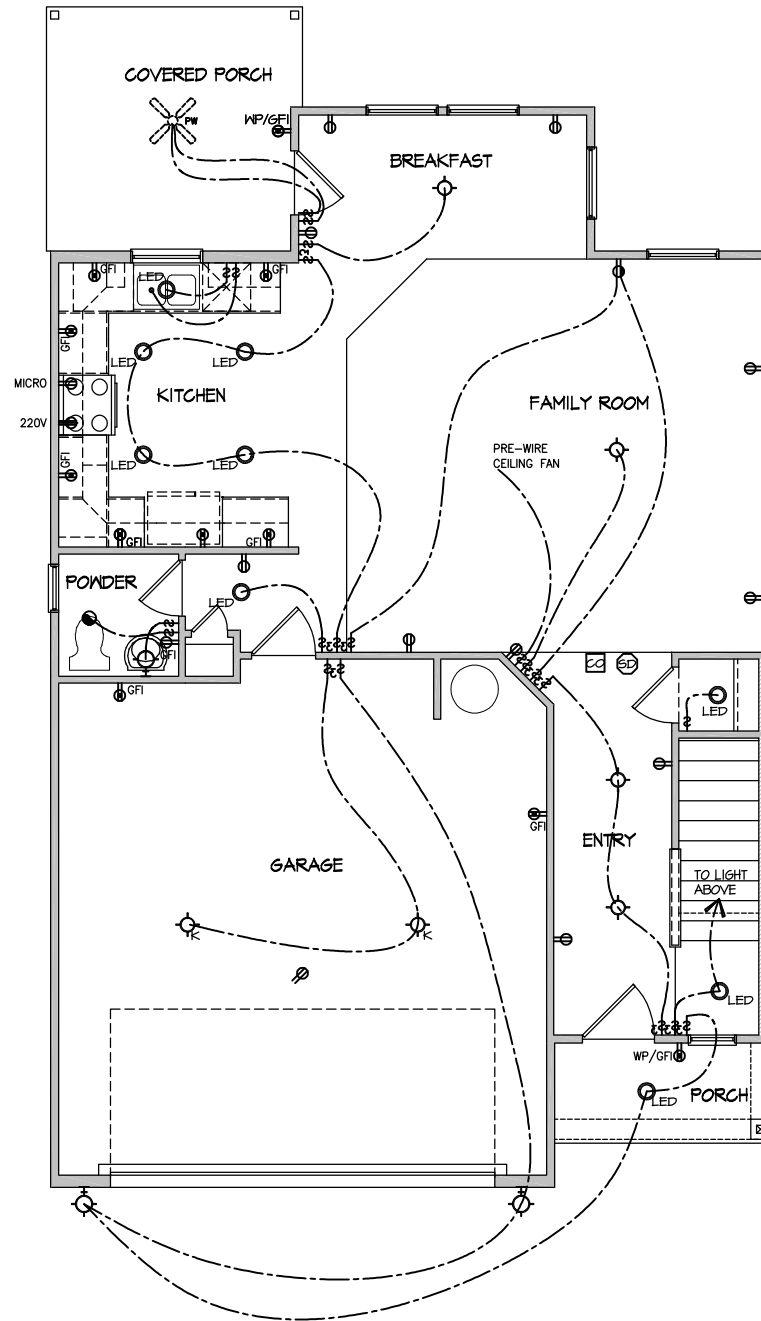 COVERED PORCH
PW
WP/GFI
BREAKFAST
GFI
LED
GFI
GFI
LED
LED
MICRO
KITCHEN
FAMILY ROOM
220V
PRE-WIRE
CEILING FAN
GFI
LED
LED
GFI
GFI
POWDER
LED
GFI
GFI
CO
SD
LED
GFI
ENTRY
GARAGE
TO LIGHT
ABOVE
K
K
LED
WP/GFI
LED
PORCH